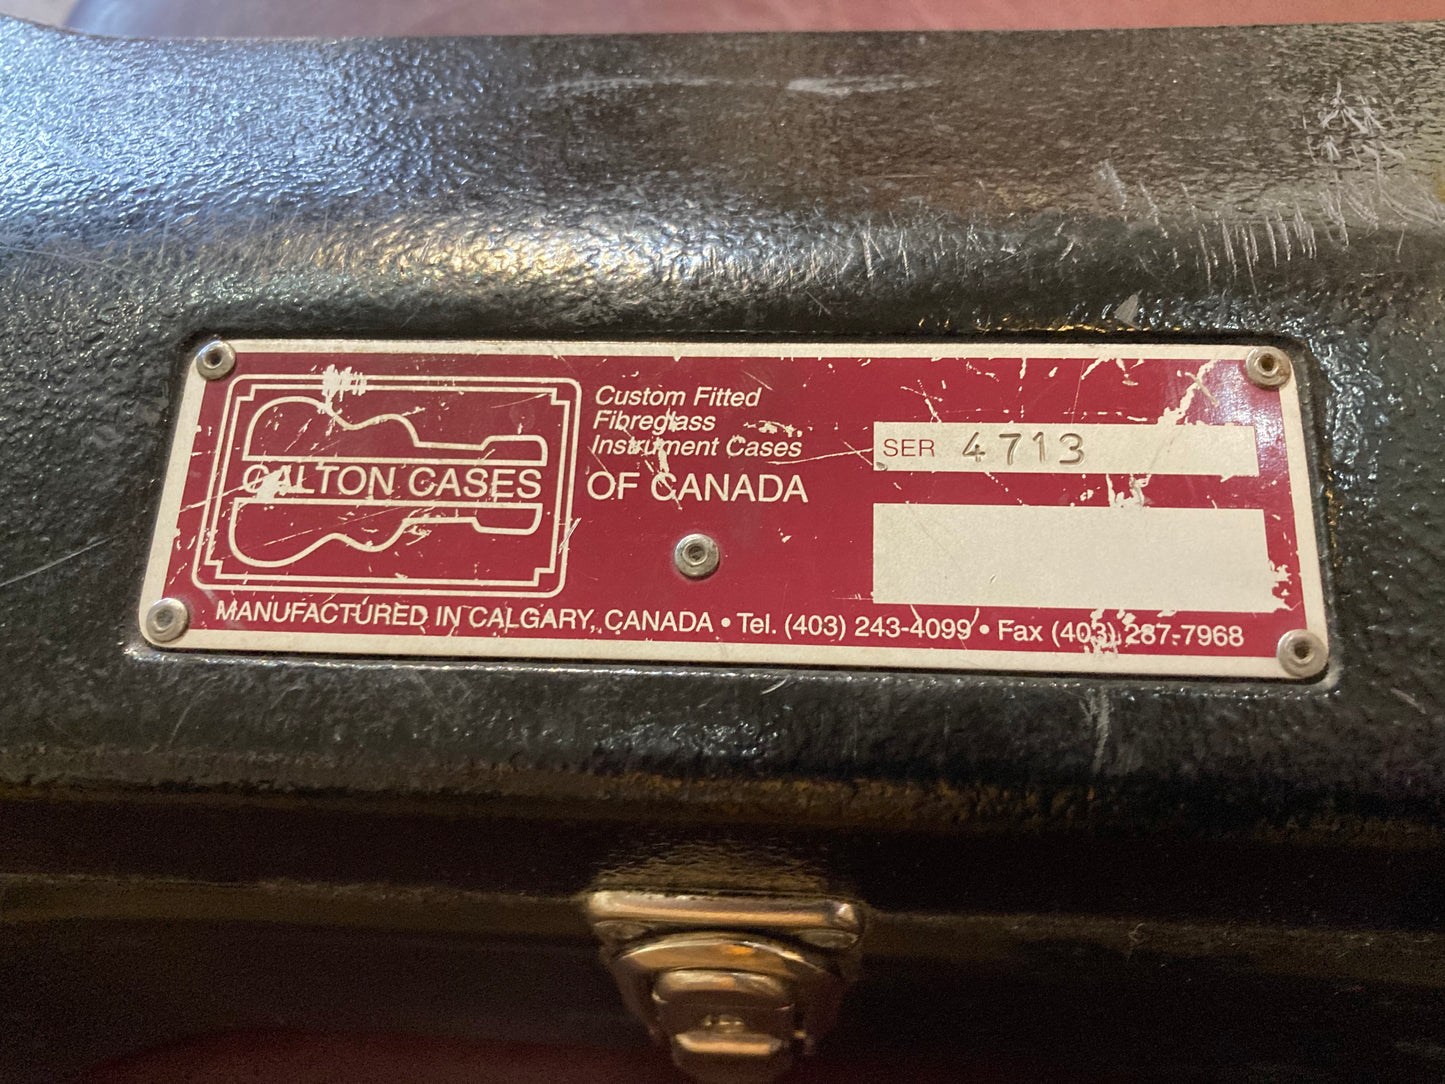 CALTON CASES
Custom Fitted
Fibreglass
Instrument Cases
OF CANADA
SER 4713
MANUFACTURED IN CALGARY, CANADA • Tel. (403) 243-4099 • Fax (403) 287-7968